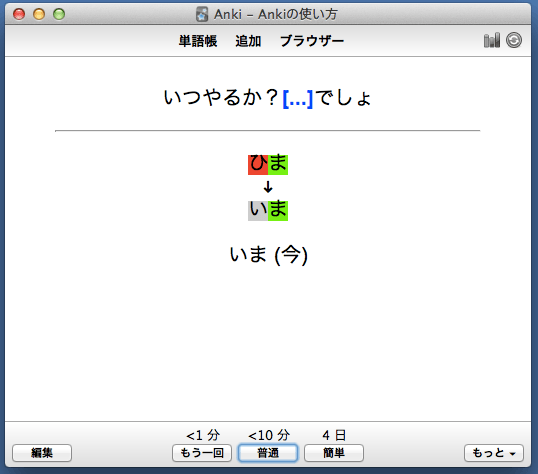 Anki – Ankiの使い方
単語帳 追加 ブラウザー
いつやるか？[...]でしょ
ひま
↓
いま
いま (今)
<1 分 <10 分 4 日
編集 もう一回 普通 簡単 もっと